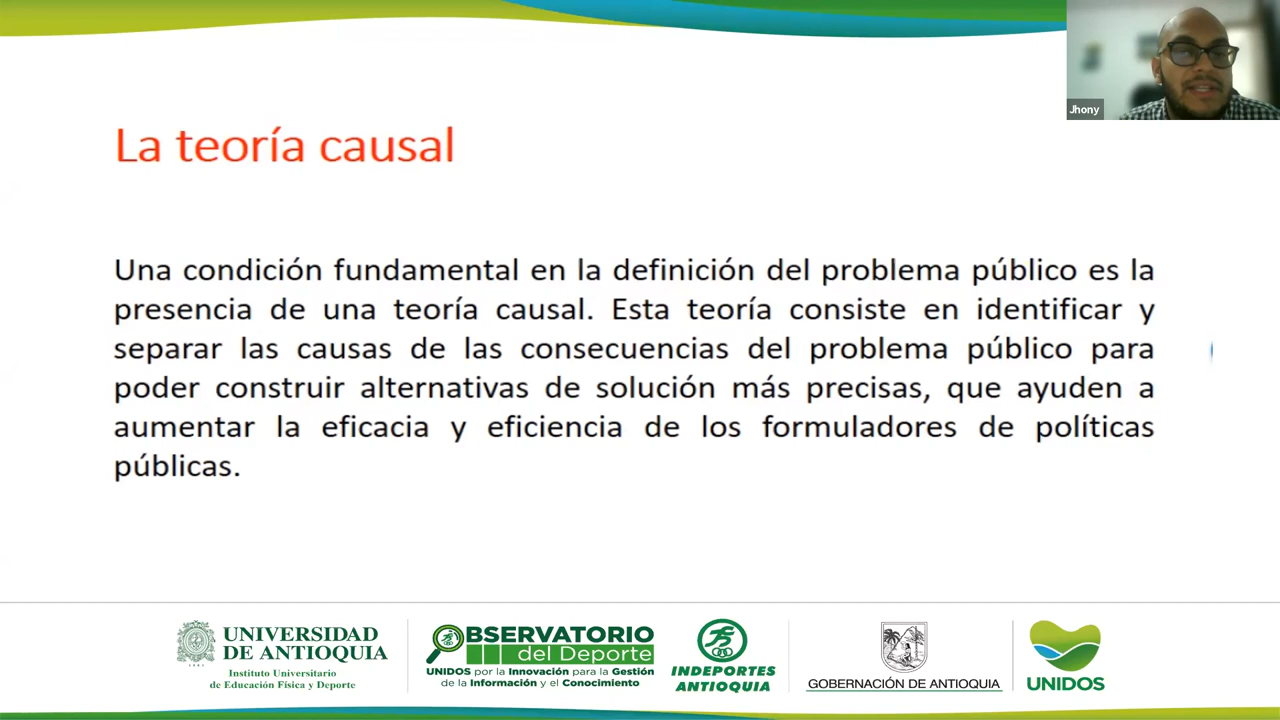 Jhony
La teoría causal
Una condición fundamental en la definición del problema público es la
presencia de una teoría causal. Esta teoría consiste en identificar y
separar las causas de las consecuencias del problema público para
poder construir alternativas de solución más precisas, que ayuden a
aumentar la eficacia y eficiencia de los formuladores de políticas
públicas.
UNIVERSIDAD
DE ANTIOQUIA
Instituto Universitario
de Educación Física y Deporte
OBSERVATORIO
del Deporte
UNIDOS por la Innovación para la Gestión
de la Información y el Conocimiento
INDEPORTES
ANTIOQUIA
GOBERNACIÓN DE ANTIOQUIA
UNIDOS